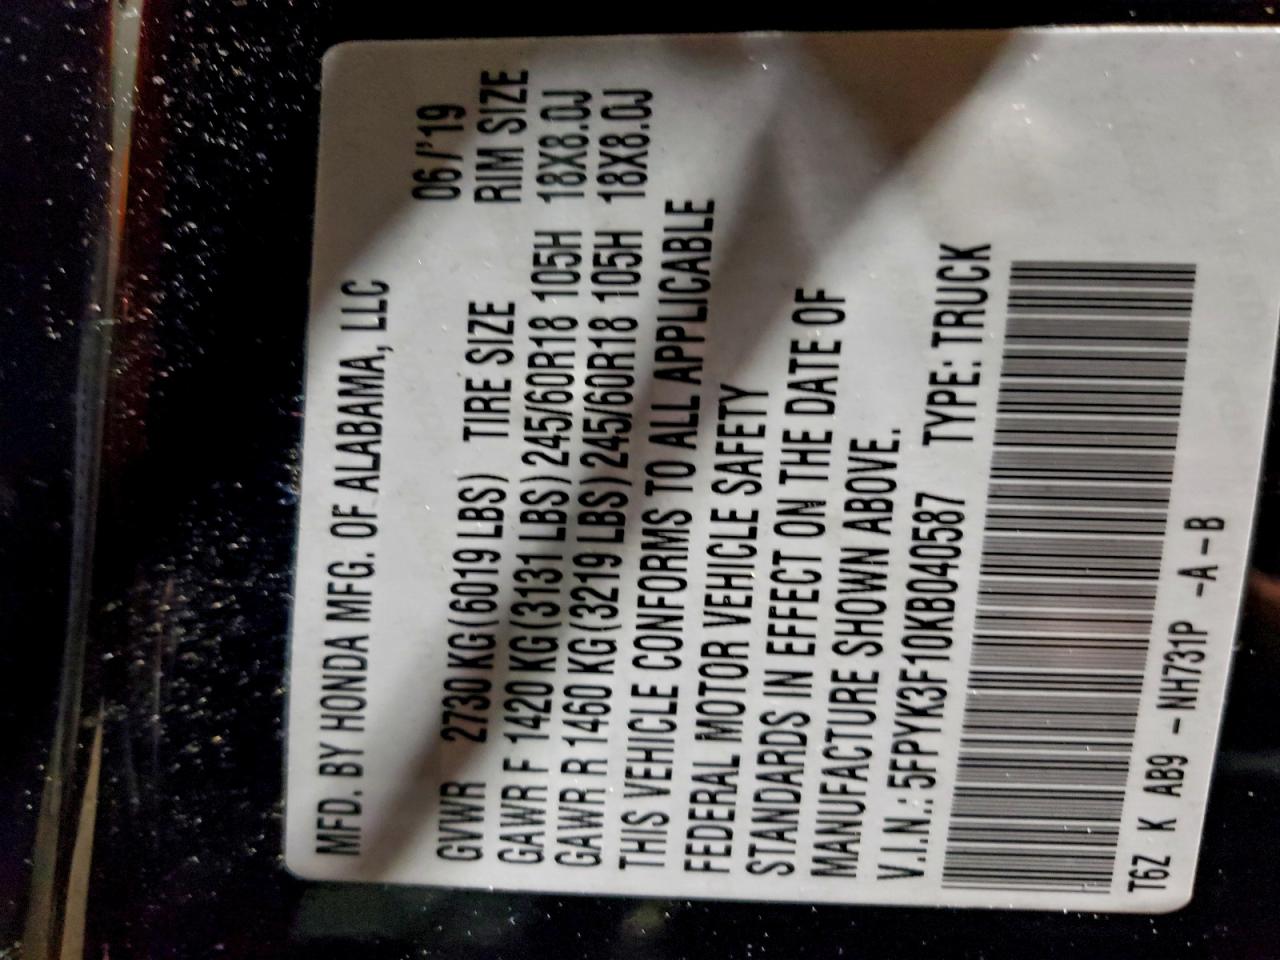 MFD. BY HONDA MFG. OF ALABAMA, LLC
06/'19
GVWR 2730 KG(6019 LBS) TIRE SIZE RIM SIZE
GAWR F 1420 KG(3131 LBS) 245/60R18 105H 18X8.0J
GAWR R 1460 KG(3219 LBS) 245/60R18 105H 18X8.0J
THIS VEHICLE CONFORMS TO ALL APPLICABLE
FEDERAL MOTOR VEHICLE SAFETY
STANDARDS IN EFFECT ON THE DATE OF
MANUFACTURE SHOWN ABOVE.
V.I.N.: 5FPYK3F10KB040587 TYPE: TRUCK
T6Z K AB9 -NH731P -A-B